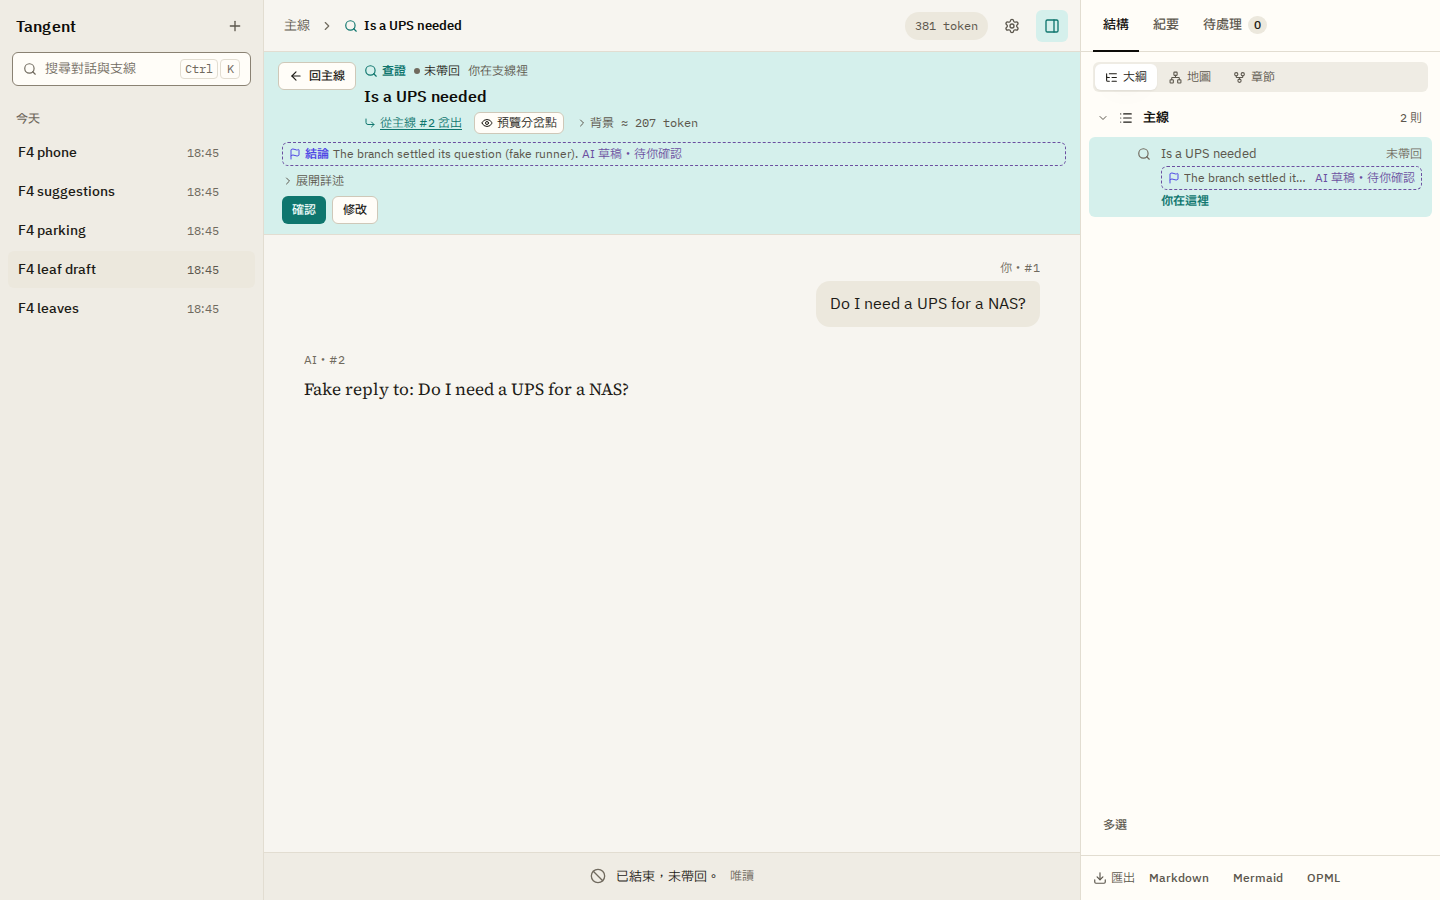 Tangent
搜尋對話與支線 Ctrl K
今天
F4 phone 18:45
F4 suggestions 18:45
F4 parking 18:45
F4 leaf draft 18:45
F4 leaves 18:45
主線 Is a UPS needed 381 token
回主線 查證 未帶回 你在支線裡
Is a UPS needed
從主線 #2 岔出 預覽分岔點 背景 ≈ 207 token
結論 The branch settled its question (fake runner). AI 草稿・待你確認
展開詳述
確認 修改
你・#1
Do I need a UPS for a NAS?
AI・#2
Fake reply to: Do I need a UPS for a NAS?
已結束，未帶回。 唯讀
結構 紀要 待處理 0
大綱 地圖 章節
主線 2 則
Is a UPS needed 未帶回
The branch settled it... AI 草稿・待你確認
你在這裡
多選
匯出 Markdown Mermaid OPML